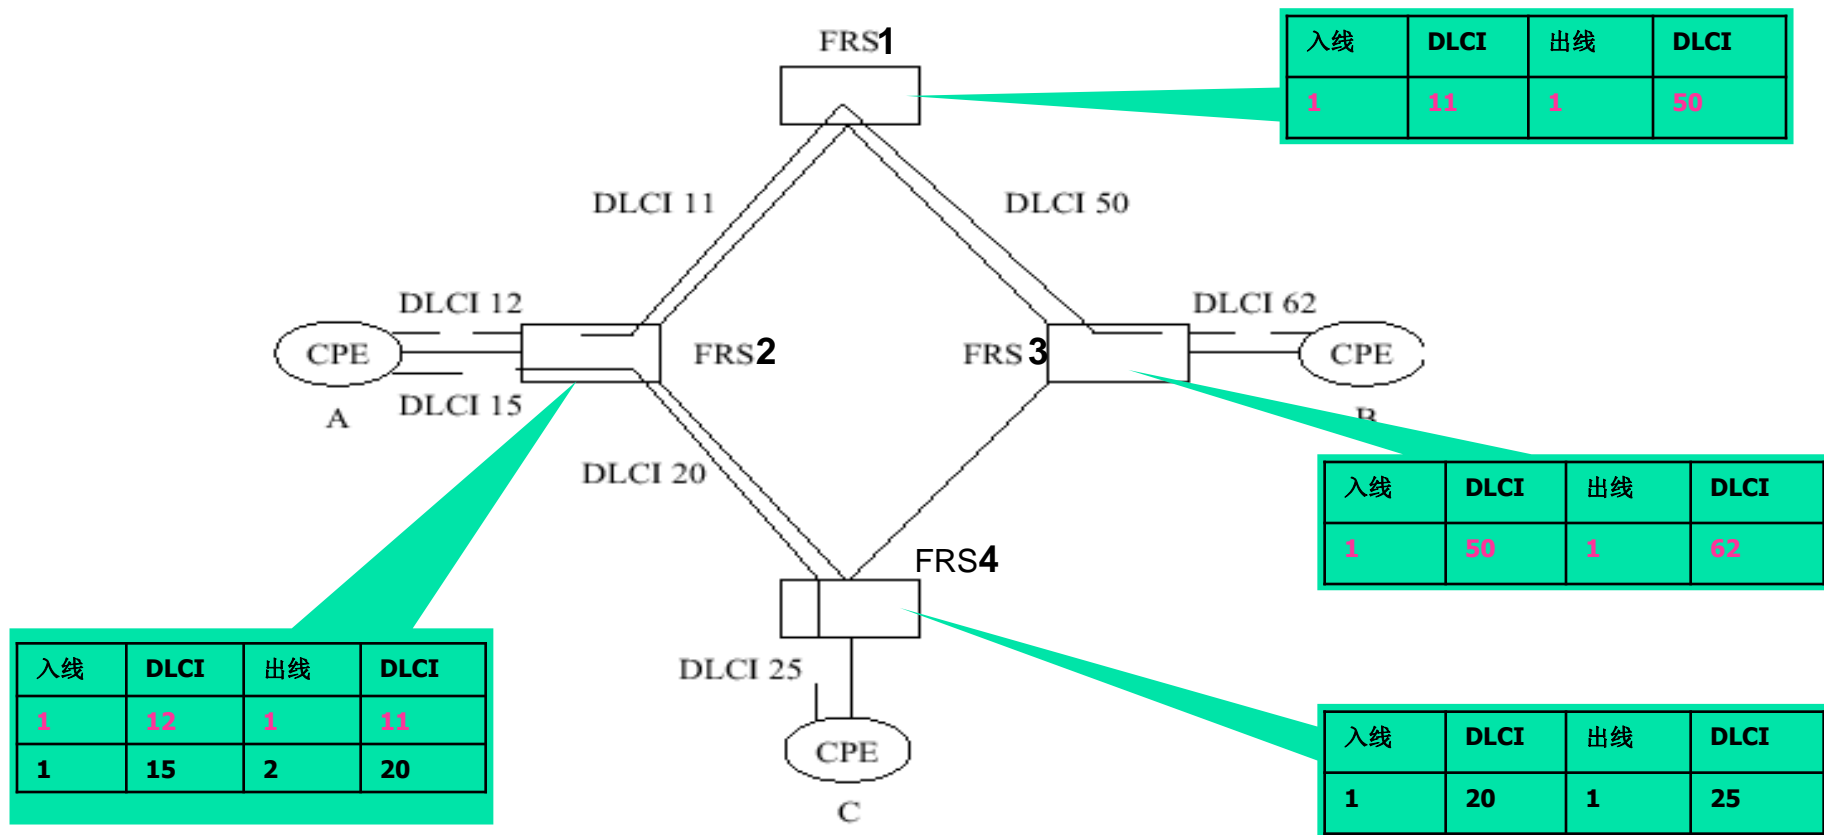 FRS1
入线 DLCI 出线 DLCI
1 11 1 50
DLCI 11
DLCI 50
DLCI 12
DLCI 62
CPE
FRS2
FRS 3
CPE
A
DLCI 15
B
DLCI 20
入线 DLCI 出线 DLCI
1 50 1 62
FRS4
入线 DLCI 出线 DLCI
1 12 1 11
1 15 2 20
DLCI 25
CPE
C
入线 DLCI 出线 DLCI
1 20 1 25